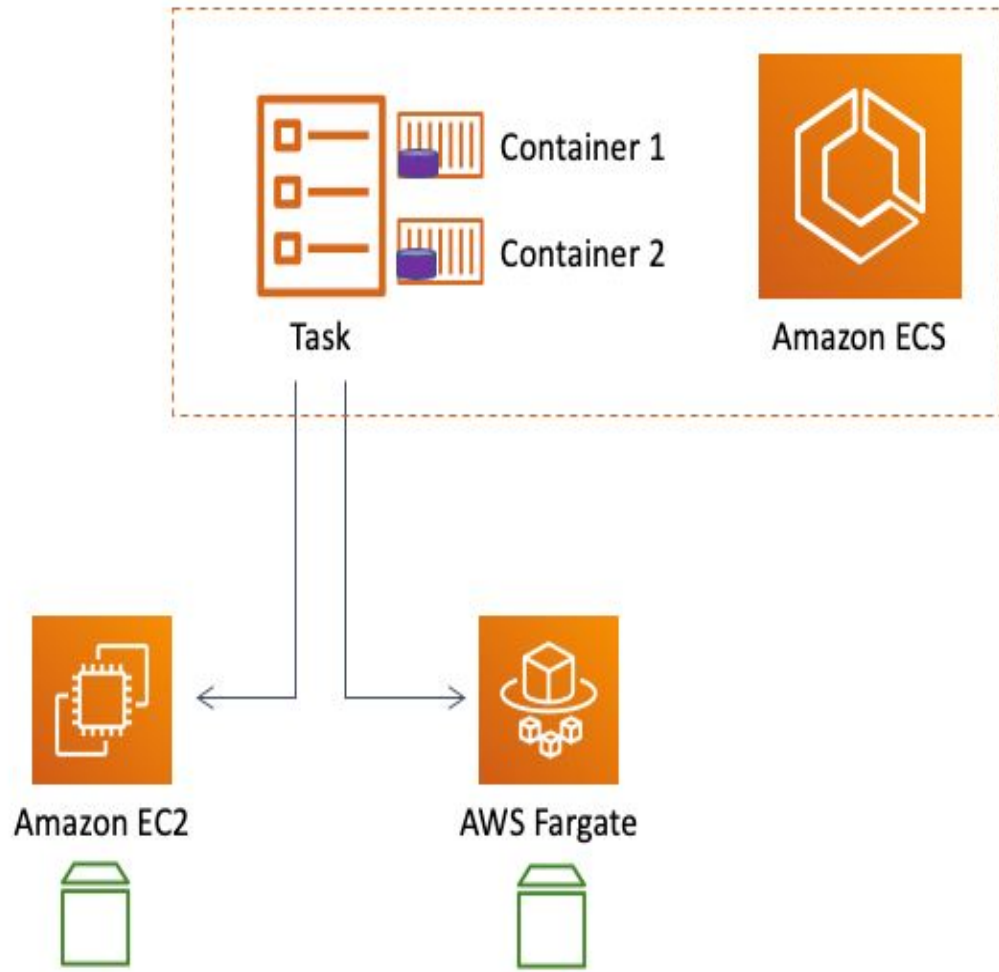 Container 1
Container 2
Task
Amazon ECS
Amazon EC2
AWS Fargate